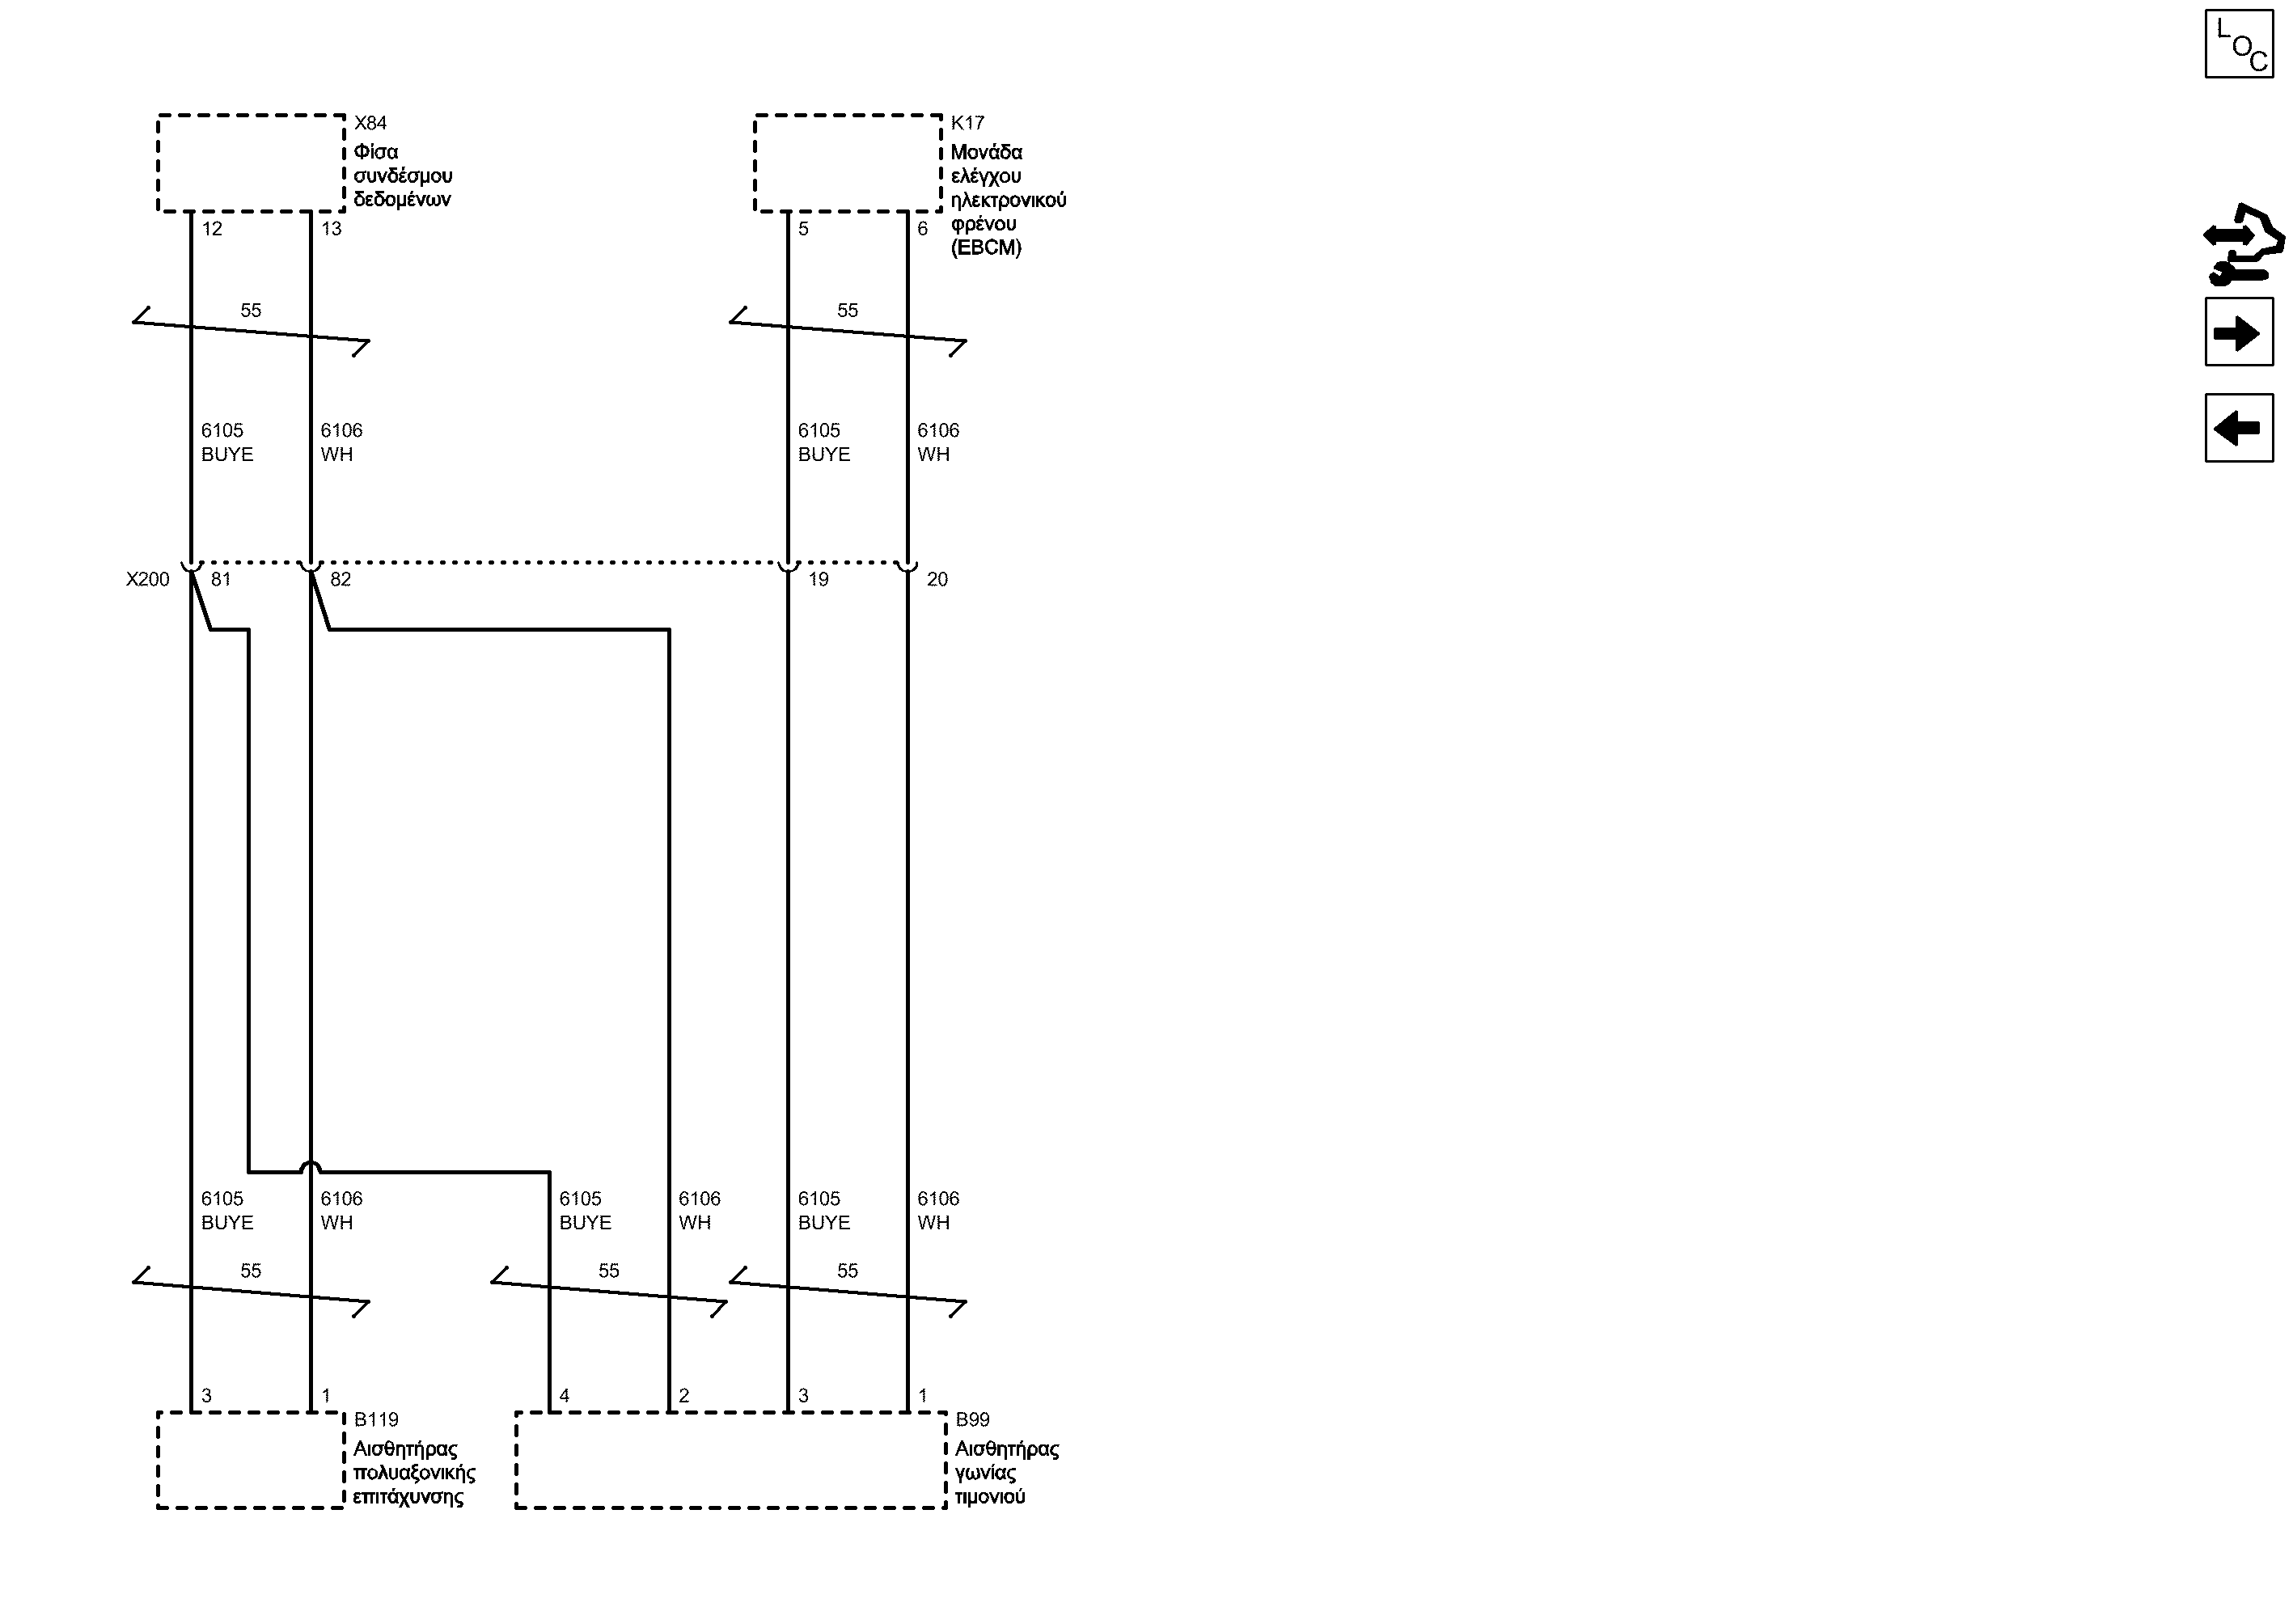 LOC
X84
Φίσα
συνδέσμου
δεδομένων
K17
Μονάδα
ελέγχου
ηλεκτρονικού
φρένου
(EBCM)
12 13 5 6
55 55
6105 6106 6105 6106
BUYE WH BUYE WH
X200 81 82 19 20
6105 6106 6105 6106 6105 6106
BUYE WH BUYE WH BUYE WH
55 55 55
3 1 4 2 3 1
B119
Αισθητήρας
πολυαξονικής
επιτάχυνσης
B99
Αισθητήρας
γωνίας
τιμονιού